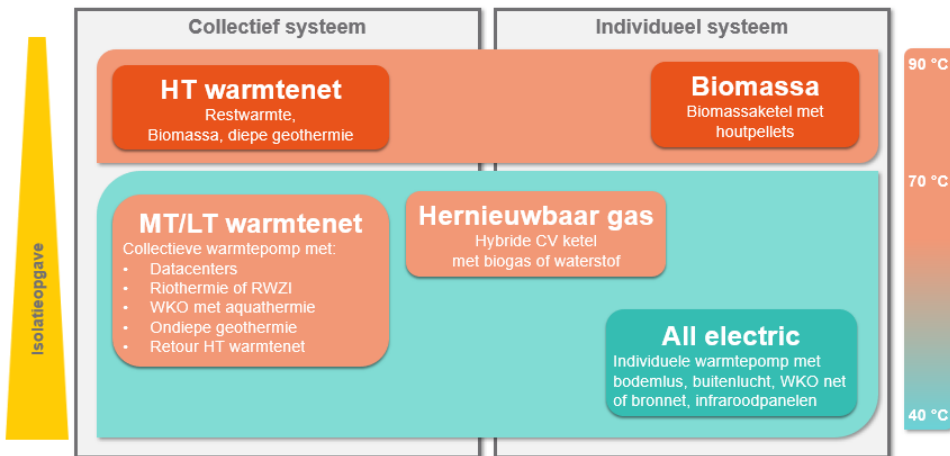 Collectief systeem
Individueel systeem
HT warmtenet
Restwarmte,
Biomassa, diepe geothermie
Biomassa
Biomassaketel met
houtpellets
90 °C
70 °C
40 °C
MT/LT warmtenet
Collectieve warmtepomp met:
• Datacenters
• Riothermie of RWZI
• WKO met aquathermie
• Ondiepe geothermie
• Retour HT warmtenet
Hernieuwbaar gas
Hybride CV ketel
met biogas of waterstof
All electric
Individuele warmtepomp met
bodemlus, buitenlucht, WKO net
of bronnet, infraroodpanelen
Isolatieopgave